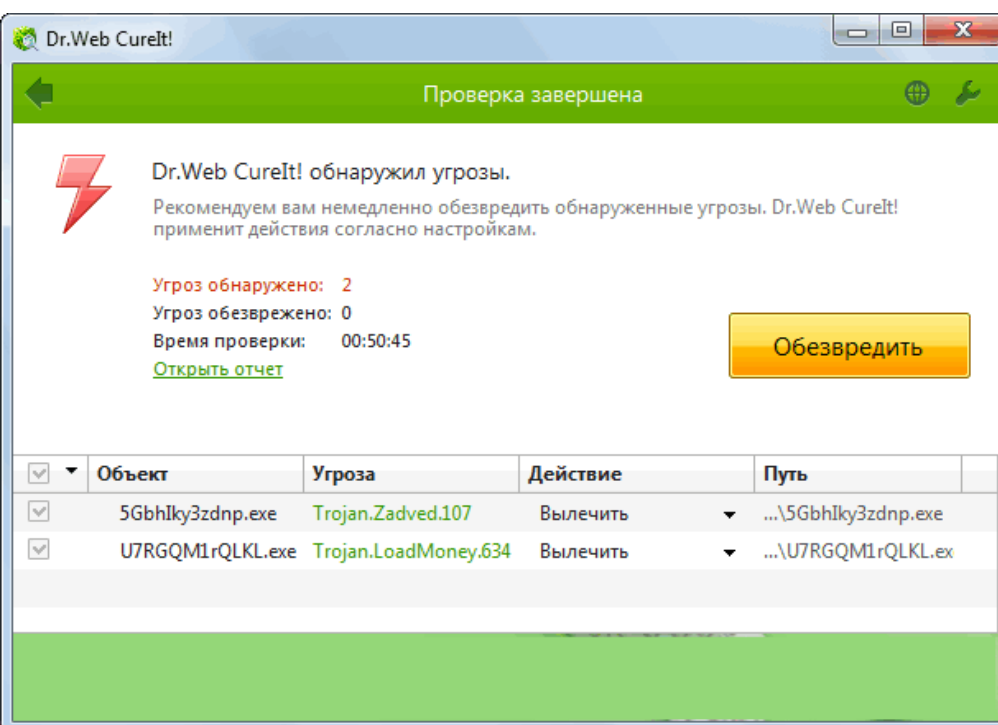 Dr.Web CureIt!
Проверка завершена
Dr.Web CureIt! обнаружил угрозы.
Рекомендуем вам немедленно обезвредить обнаруженные угрозы. Dr.Web CureIt!
применит действия согласно настройкам.
Угроз обнаружено: 2
Угроз обезврежено: 0
Время проверки: 00:50:45
Открыть отчет
Обезвредить
Объект Угроза Действие Путь
5GbhIky3zdnp.exe Trojan.Zadved.107 Вылечить ...\5GbhIky3zdnp.exe
U7RGQM1rQLKL.exe Trojan.LoadMoney.634 Вылечить ...\U7RGQM1rQLKL.ex